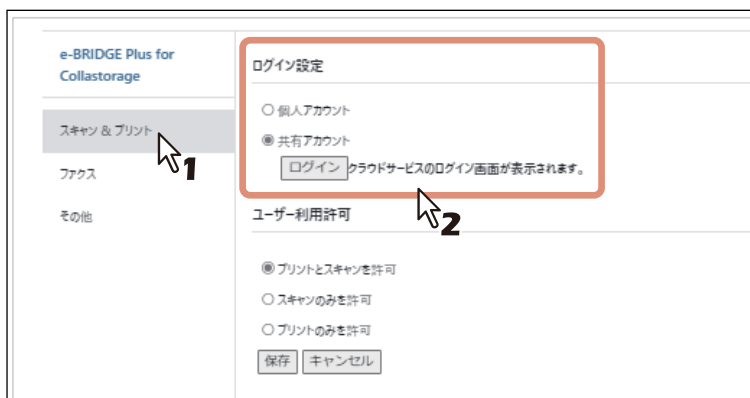 e-BRIDGE Plus for
Collastorage
スキャン & プリント
1
ファクス
その他
ログイン設定
個人アカウント
共有アカウント
ログイン クラウドサービスのログイン画面が表示されます。
2
ユーザー利用許可
プリントとスキャンを許可
スキャンのみを許可
プリントのみを許可
保存 キャンセル